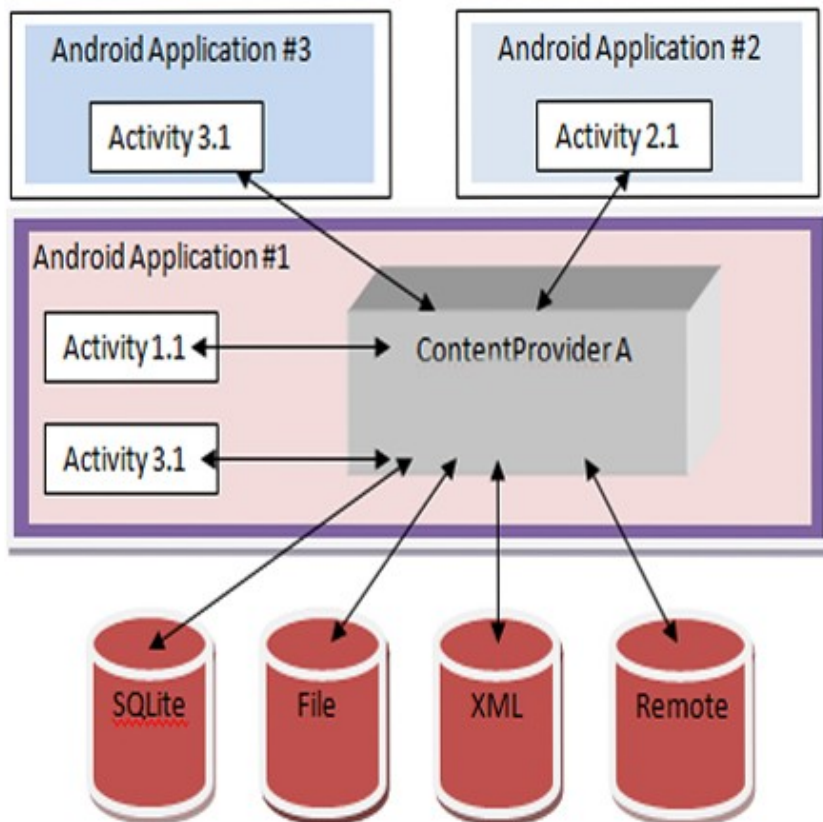 Android Application #3
Activity 3.1
Android Application #2
Activity 2.1
Android Application #1
Activity 1.1
ContentProvider A
Activity 3.1
SQLite
File
XML
Remote